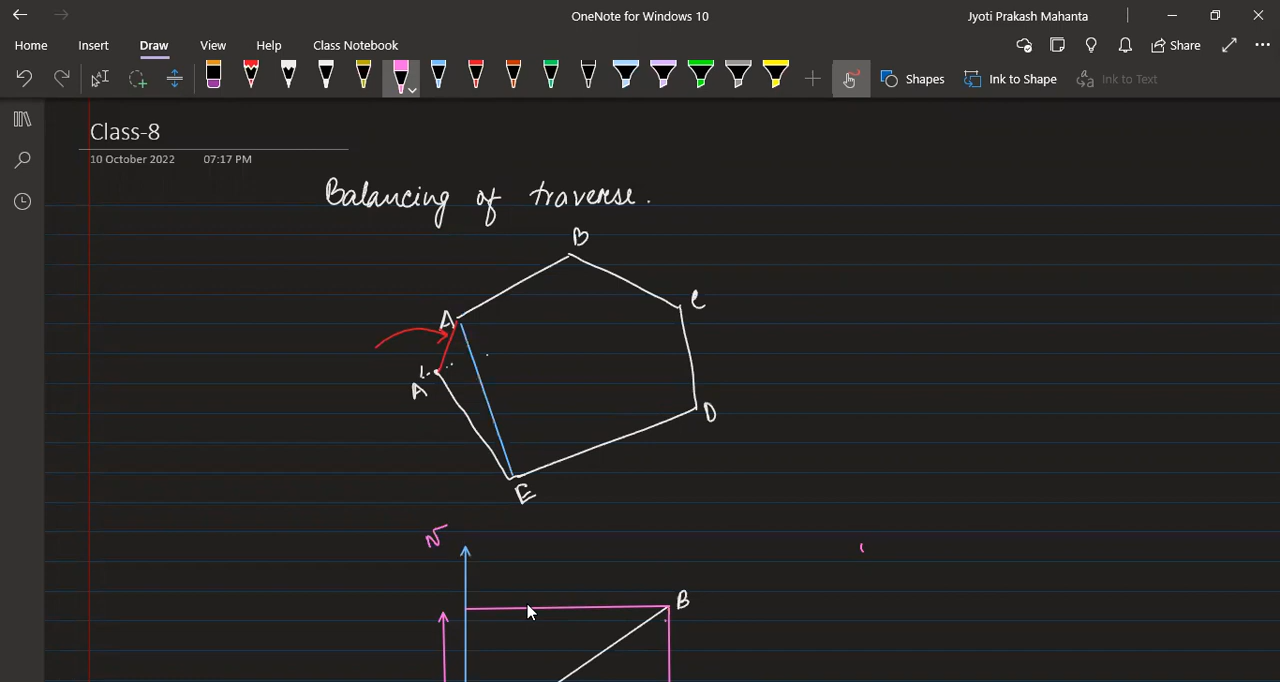 OneNote for Windows 10
Jyoti Prakash Mahanta
Home Insert Draw View Help Class Notebook
Share
Shapes Ink to Shape Ink to Text
Class-8
10 October 2022 07:17 PM
Balancing of traverse.
B
A
C
A'
D
E
N
B